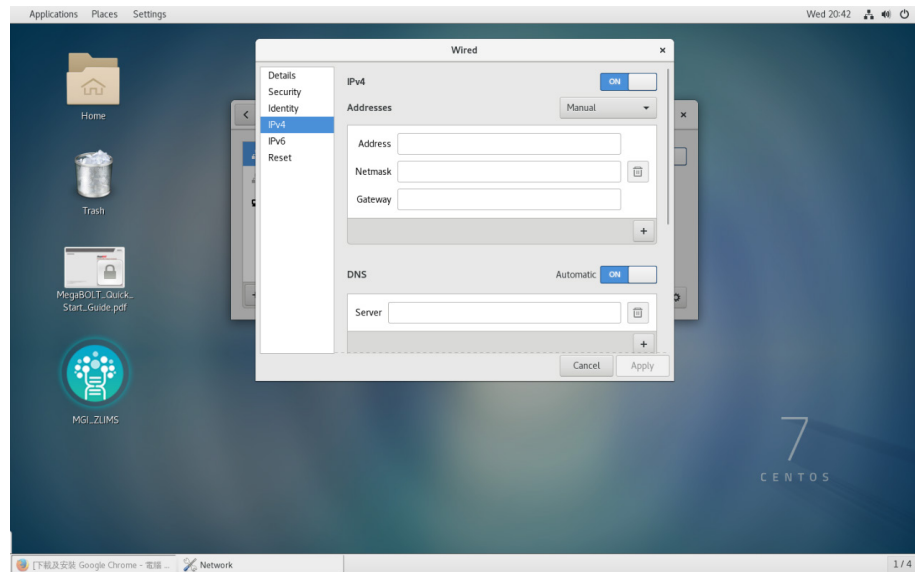 Applications Places Settings
Wed 20:42
Wired
Details
Security
Identity
IPv4
IPv6
Reset
IPv4
ON
Addresses
Manual
Address
Netmask
Gateway
DNS
Automatic
ON
Server
Cancel
Apply
Home
Trash
MegaBOLT_Quick_
Start_Guide.pdf
MGI_ZLIMS
7
CENTOS
[下載及安裝 Google Chrome - 電腦 ...
Network
1 / 4